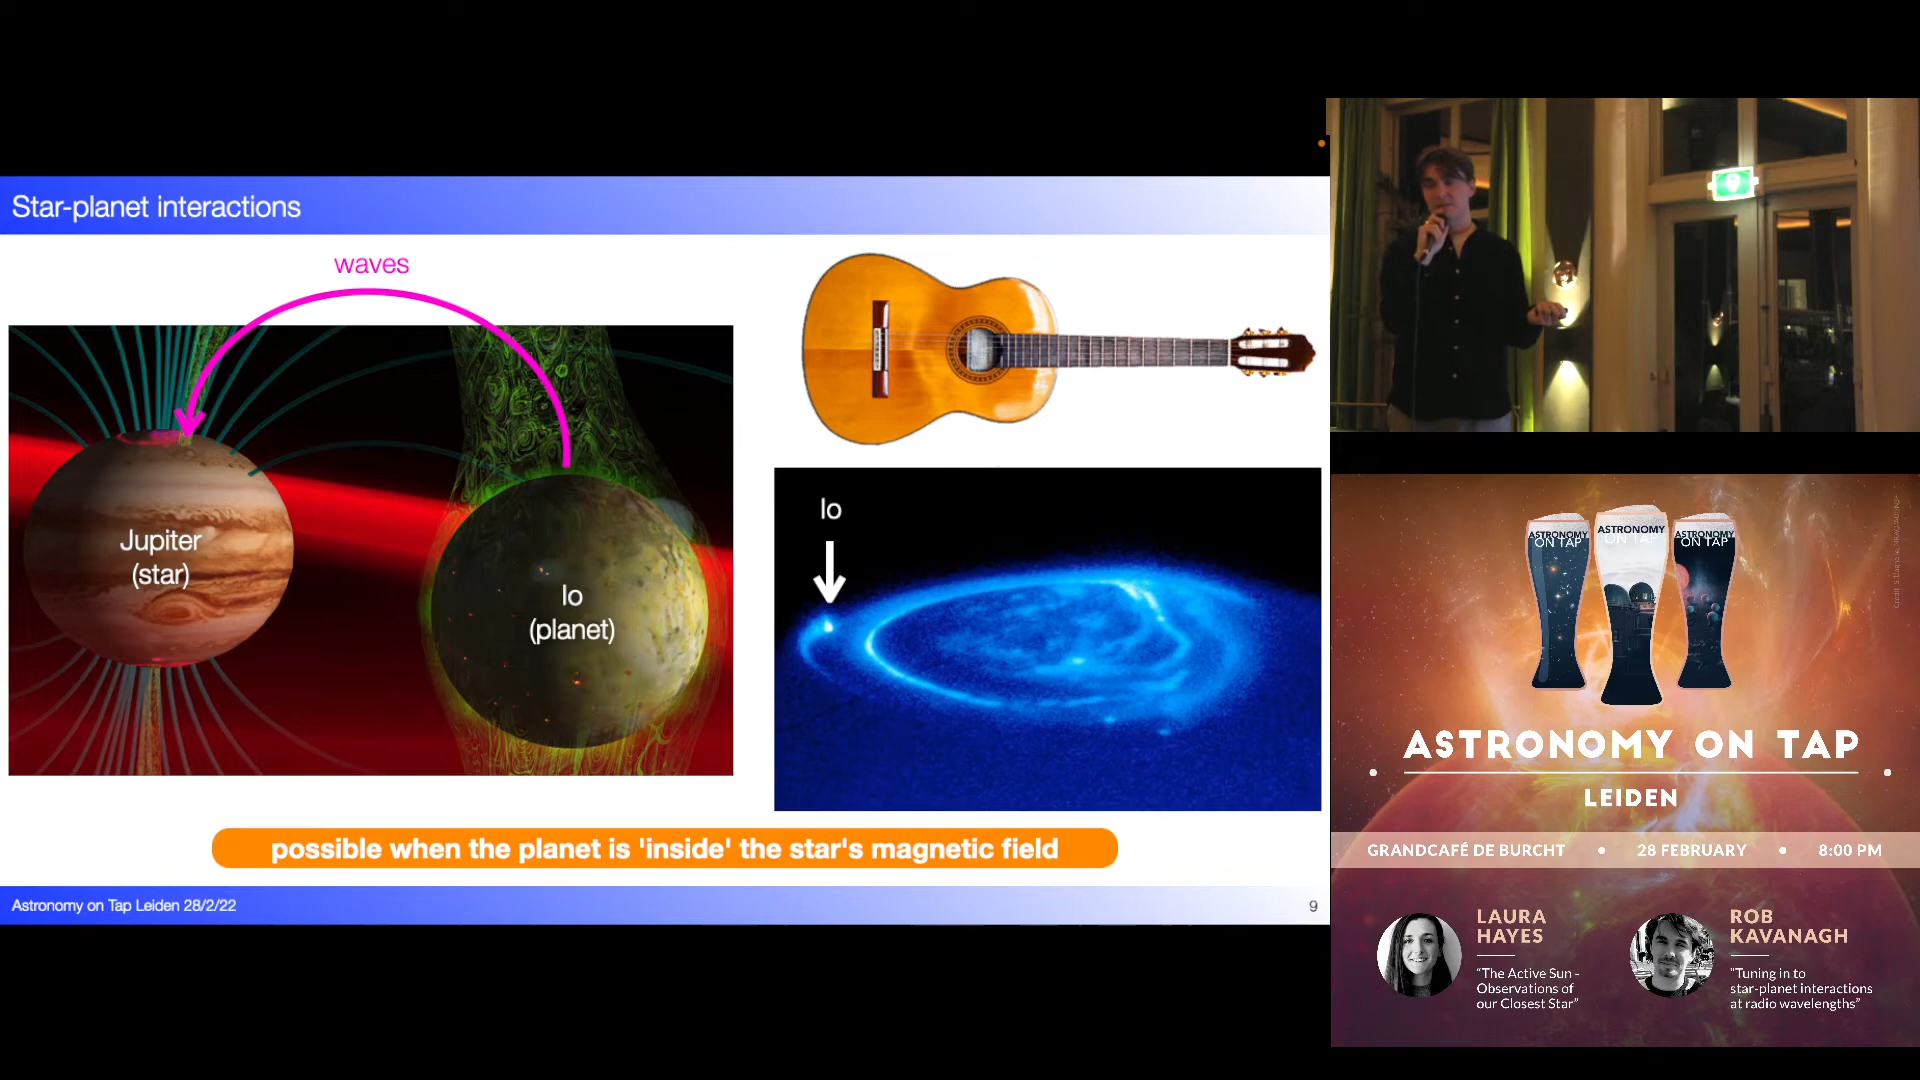 Star-planet interactions
waves
Jupiter
(star)
Io
(planet)
Io
possible when the planet is 'inside' the star's magnetic field
Astronomy on Tap Leiden 28/2/22
9
ASTRONOMY
ON TAP
ASTRONOMY
ON TAP
ASTRONOMY
ON TAP
ASTRONOMY ON TAP
LEIDEN
GRANDCAFÉ DE BURCHT • 28 FEBRUARY • 8:00 PM
LAURA
HAYES
"The Active Sun -
Observations of
our Closest Star"
ROB
KAVANAGH
"Tuning in to
star-planet interactions
at radio wavelengths"